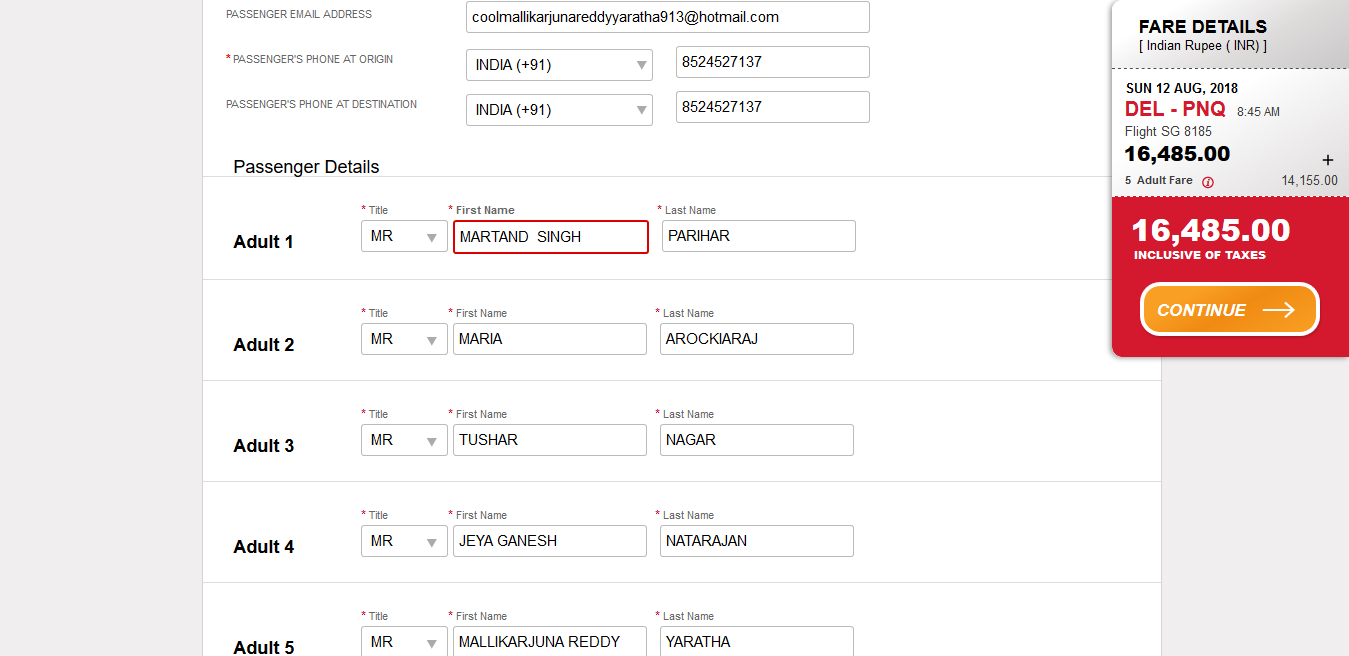 PASSENGER EMAIL ADDRESS coolmallikarjunareddyyaratha913@hotmail.com
* PASSENGER'S PHONE AT ORIGIN INDIA (+91) 8524527137
PASSENGER'S PHONE AT DESTINATION INDIA (+91) 8524527137
Passenger Details
* Title * First Name * Last Name
Adult 1 MR MARTAND  SINGH PARIHAR
* Title * First Name * Last Name
Adult 2 MR MARIA AROCKIARAJ
* Title * First Name * Last Name
Adult 3 MR TUSHAR NAGAR
* Title * First Name * Last Name
Adult 4 MR JEYA GANESH NATARAJAN
* Title * First Name * Last Name
Adult 5 MR MALLIKARJUNA REDDY YARATHA
FARE DETAILS
[ Indian Rupee ( INR) ]
SUN 12 AUG, 2018
DEL - PNQ 8:45 AM
Flight SG 8185
16,485.00 +
5 Adult Fare i 14,155.00
16,485.00
INCLUSIVE OF TAXES
CONTINUE